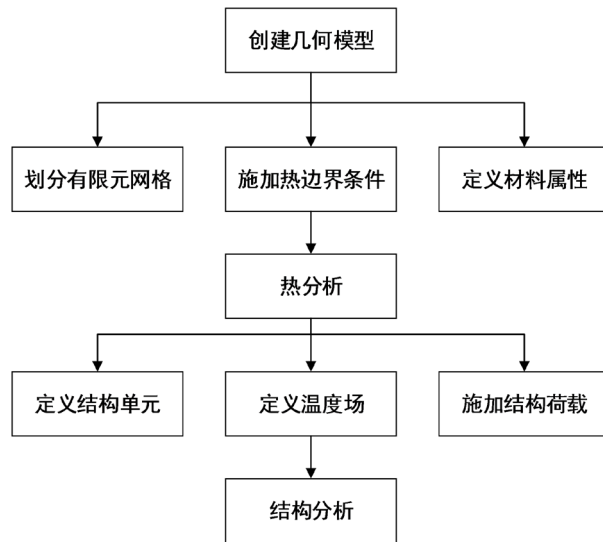 创建几何模型
划分有限元网格
施加热边界条件
定义材料属性
热分析
定义结构单元
定义温度场
施加结构荷载
结构分析